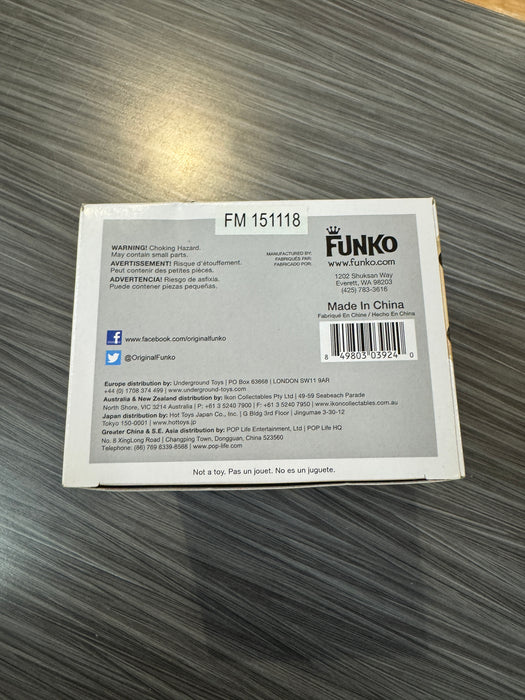 FM 151118
WARNING! Choking Hazard.
May contain small parts.
AVERTISSEMENT! Risque d'étouffement.
Peut contenir des petites pièces.
ADVERTENCIA! Riesgo de asfixia.
Puede contener piezas pequeñas.
MANUFACTURED BY:
FABRIQUÉS PAR:
FABRICADO POR:
FUNKO
www.funko.com
1202 Shuksan Way
Everett, WA 98203
(425) 783-3616
Made In China
Fabriqué En Chine / Hecho En China
8 49803 03924 0
www.facebook.com/originalfunko
@OriginalFunko
Europe distribution by: Underground Toys | PO Box 63668 | LONDON SW11 9AR
+44 (0) 1708 374 499 | www.underground-toys.com
Australia & New Zealand distribution by: Ikon Collectables Pty Ltd | 49-59 Seabeach Parade
North Shore, VIC 3214 Australia | P: +61 3 5240 7900 | F: +61 3 5240 7950 | www.ikoncollectables.com.au
Japan distribution by: Hot Toys Japan Co., Inc. | G Bldg 3rd Floor | Jingumae 3-30-12
Tokyo 150-0001 | www.hottoys.jp
Greater China & S.E. Asia distribution by: POP Life Entertainment, Ltd | POP Life HQ
No. 8 XingLong Road | Changping Town, Dongguan, China 523560
Telephone: (86) 769 6339-8568 | www.pop-life.com
Not a toy. Pas un jouet. No es un juguete.